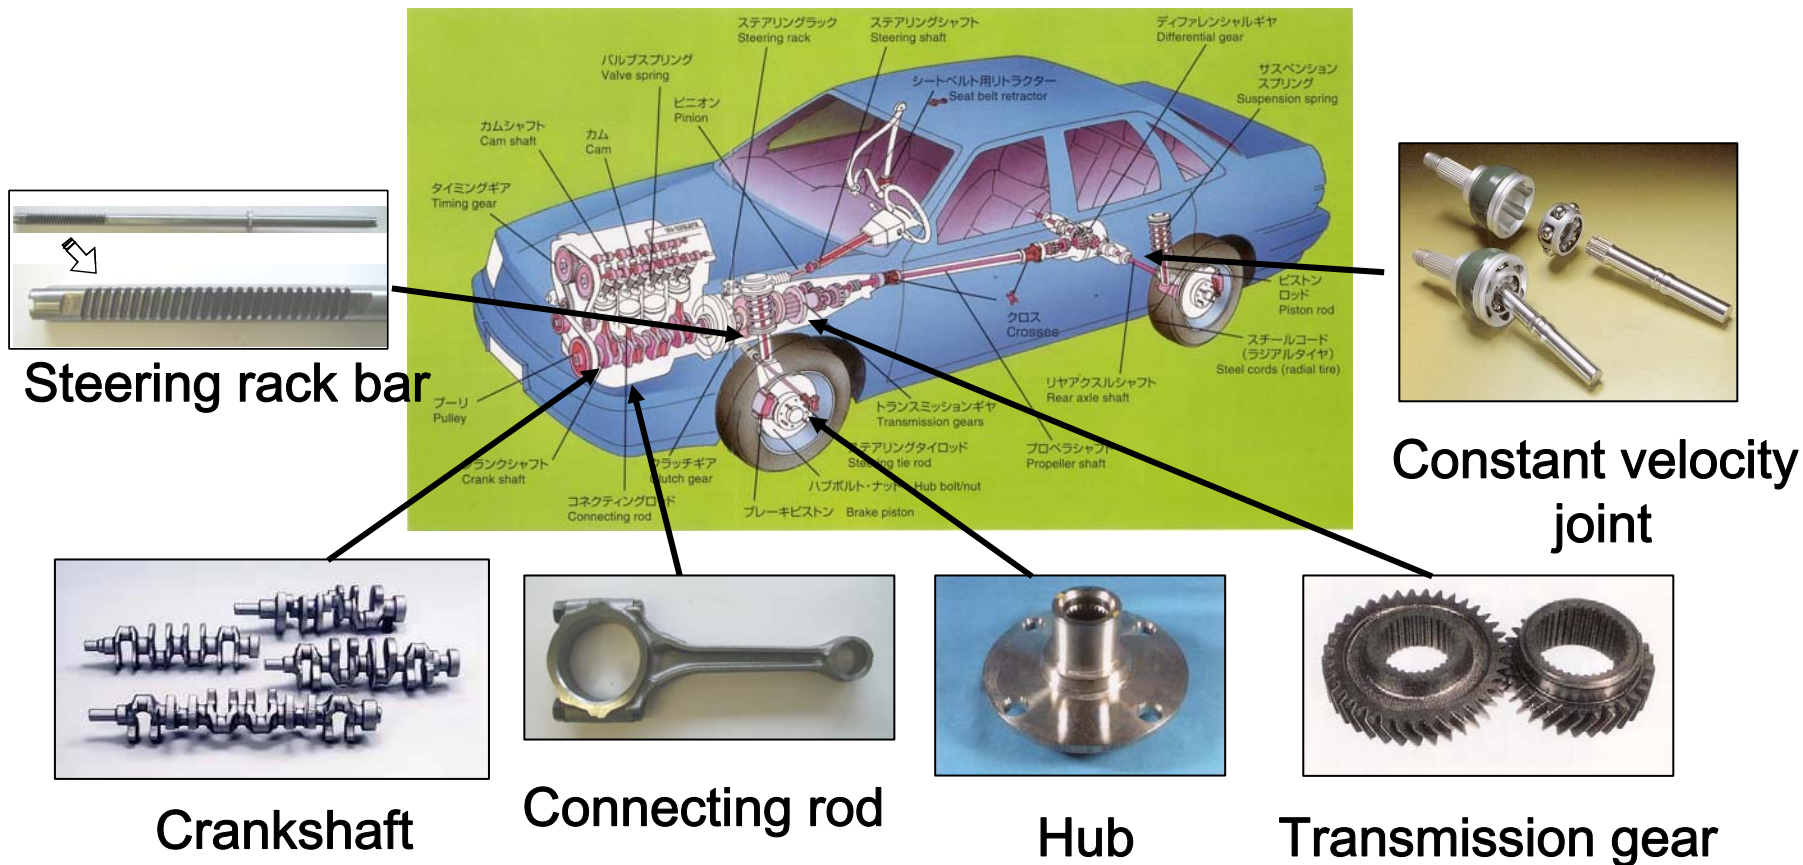 ステアリングラック
Steering rack
ステアリングシャフト
Steering shaft
ディファレンシャルギヤ
Differential gear
バルブスプリング
Valve spring
シートベルト用リトラクター
Seat belt retractor
サスペンション
スプリング
Suspension spring
ピニオン
Pinion
カムシャフト
Cam shaft
カム
Cam
タイミングギア
Timing gear
ピストン
ロッド
Piston rod
クロス
Crosses
スチールコード
(ラジアルタイヤ)
Steel cords (radial tire)
リヤアクスルシャフト
Rear axle shaft
プーリ
Pulley
トランスミッションギヤ
Transmission gears
ステアリングタイロッド
Steering tie rod
プロペラシャフト
Propeller shaft
クランクシャフト
Crank shaft
クラッチギア
Clutch gear
ハブボルト・ナット Hub bolt/nut
コネクティングロッド
Connecting rod
ブレーキピストン Brake piston
Steering rack bar
Constant velocity
joint
Crankshaft
Connecting rod
Hub
Transmission gear